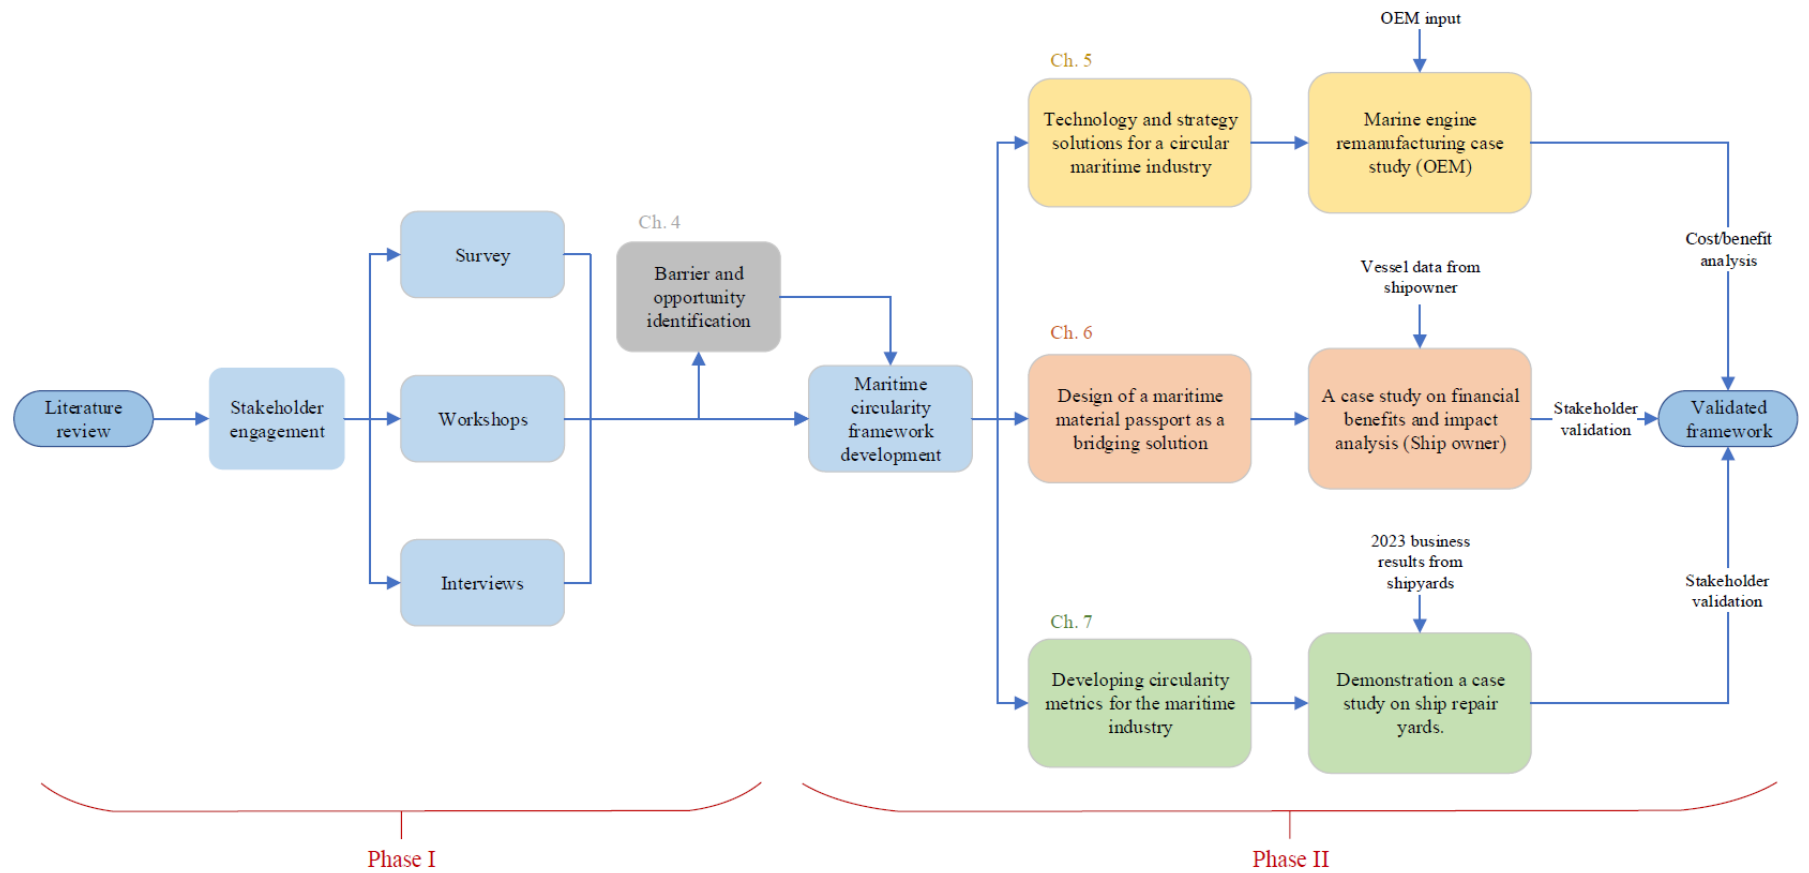 Literature
review
Stakeholder
engagement
Survey
Workshops
Interviews
Ch. 4
Barrier and
opportunity
identification
Maritime
circularity
framework
development
Ch. 5
Technology and strategy
solutions for a circular
maritime industry
OEM input
Marine engine
remanufacturing case
study (OEM)
Cost/benefit
analysis
Ch. 6
Design of a maritime
material passport as a
bridging solution
Vessel data from
shipowner
A case study on financial
benefits and impact
analysis (Ship owner)
Stakeholder
validation
Validated
framework
Ch. 7
Developing circularity
metrics for the maritime
industry
2023 business
results from
shipyards
Demonstration a case
study on ship repair
yards.
Stakeholder
validation
Phase I
Phase II